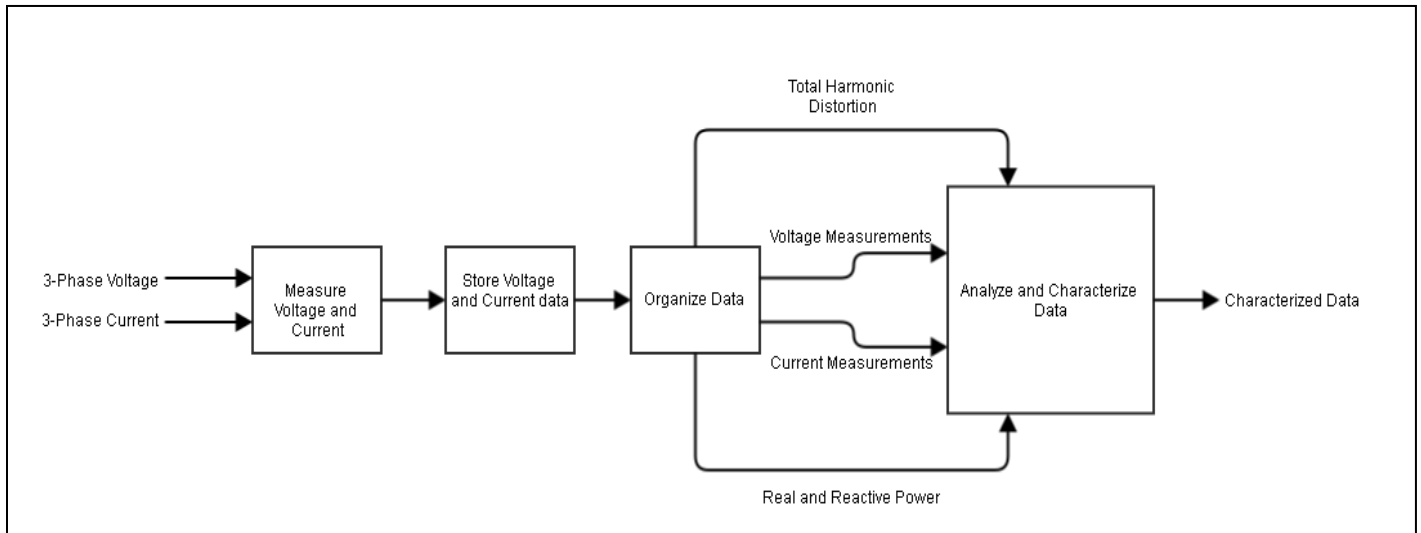 Total Harmonic
Distortion
Voltage Measurements
3-Phase Voltage
3-Phase Current
Measure
Voltage and
Current
Store Voltage
and Current data
Organize Data
Analyze and Characterize
Data
Characterized Data
Current Measurements
Real and Reactive Power